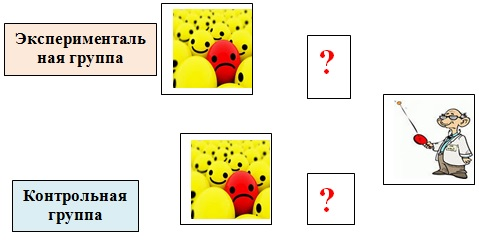 Эксперименталь
ная группа
?
Контрольная
группа
?